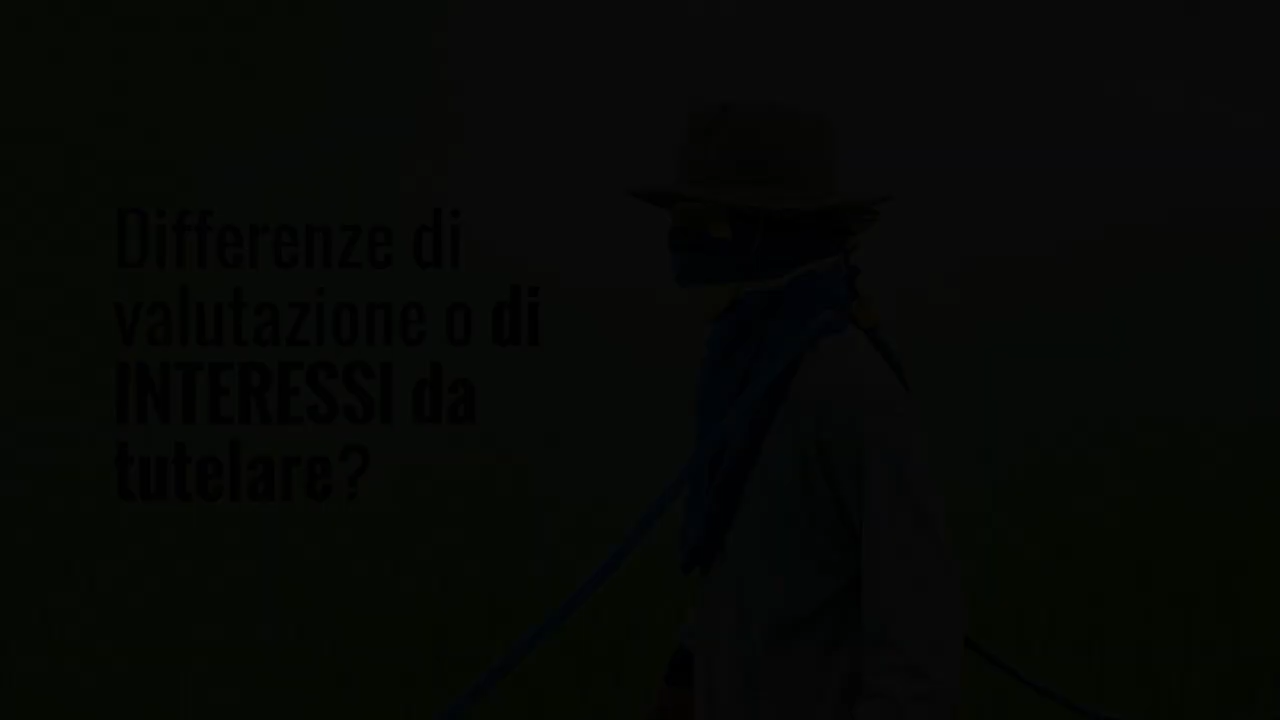 Differenze di
valutazione o di
INTERESSI da
tutelare?